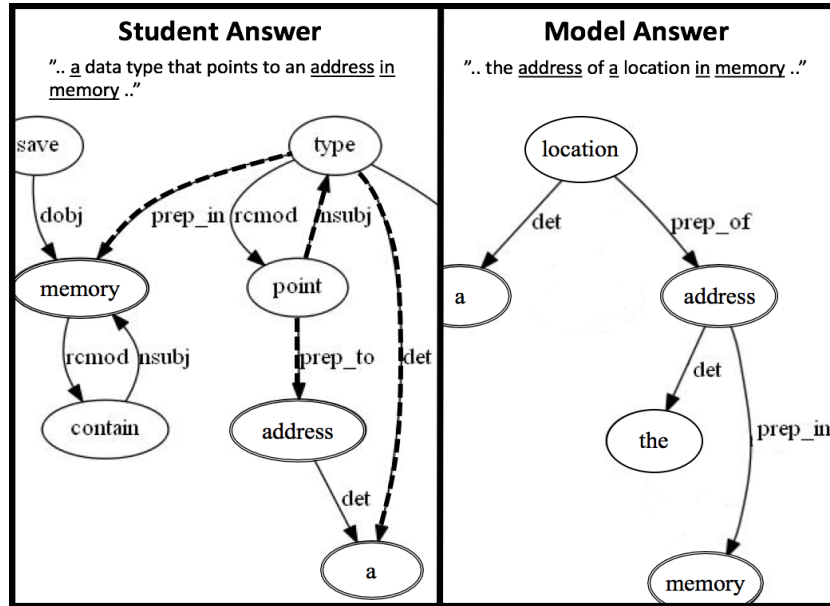 Student Answer
".. a data type that points to an address in
memory .."
save
type
dobj
prep_in
rcmod
nsubj
memory
point
rcmod
nsubj
prep_to
det
contain
address
det
a
Model Answer
".. the address of a location in memory .."
location
det
prep_of
a
address
det
the
prep_in
memory